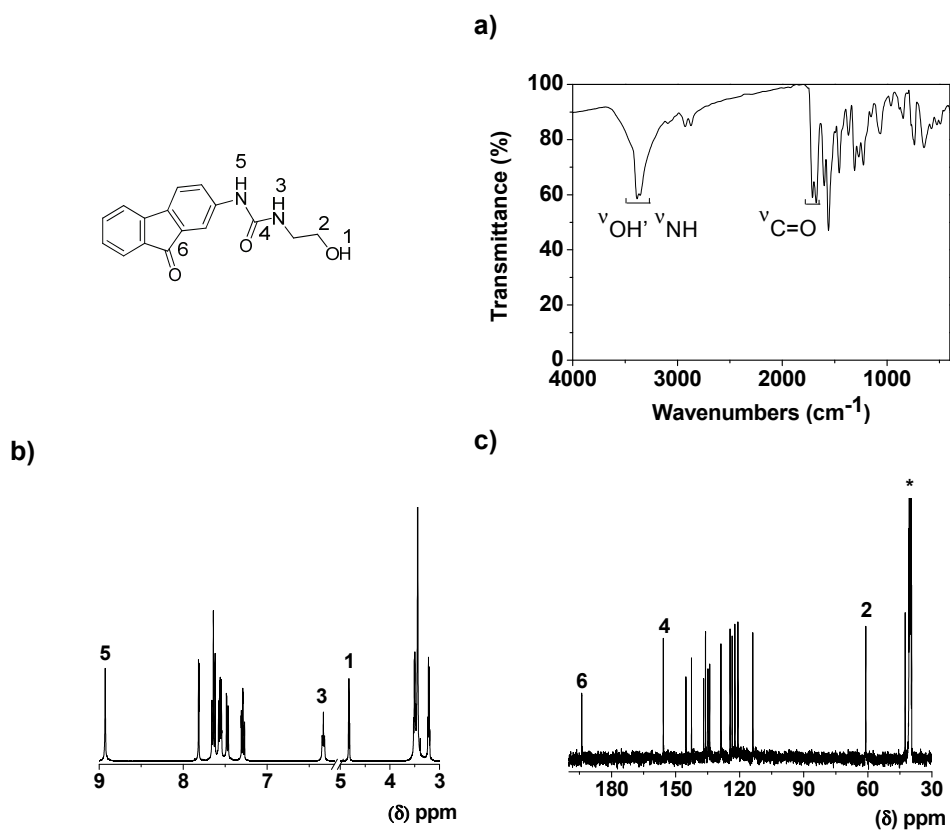 a)
5
H
N
3
H
N
4
O
2
1
OH
6
O
100
80
60
40
20
0
Transmittance (%)
νOH, νNH
νC=O
4000 3000 2000 1000
Wavenumbers (cm-1)
b)
5
3
1
9 8 7 6 5 4 3
(δ) ppm
c)
6
4
2
*
180 150 120 90 60 30
(δ) ppm